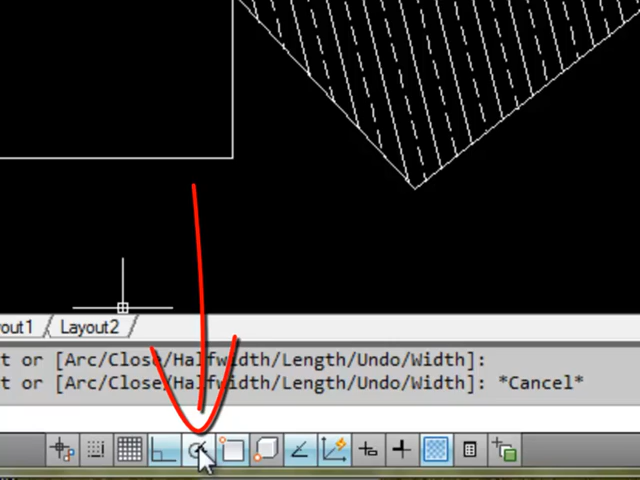 out1 / Layout2 /
t or [Arc/Close/Halfwidth/Length/Undo/Width]:
t or [Arc/Close/Halfwidth/Length/Undo/Width]: *Cancel*